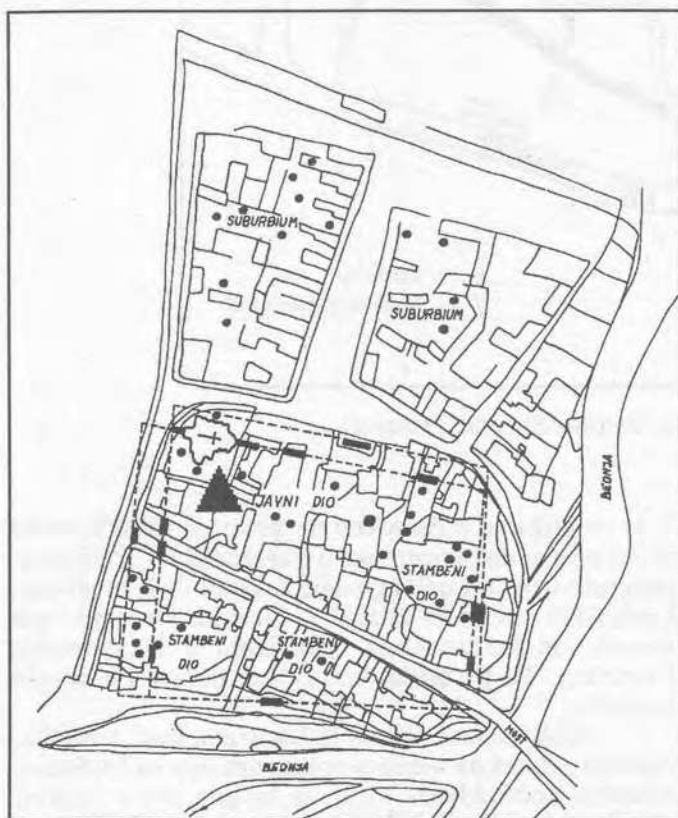 SUBURBIUM
SUBURBIUM
BEDNJA
JAVNI DIO
STAMBENI
DIO
STAMBENI
DIO
STAMBENI
DIO
BEDNJA
MOST